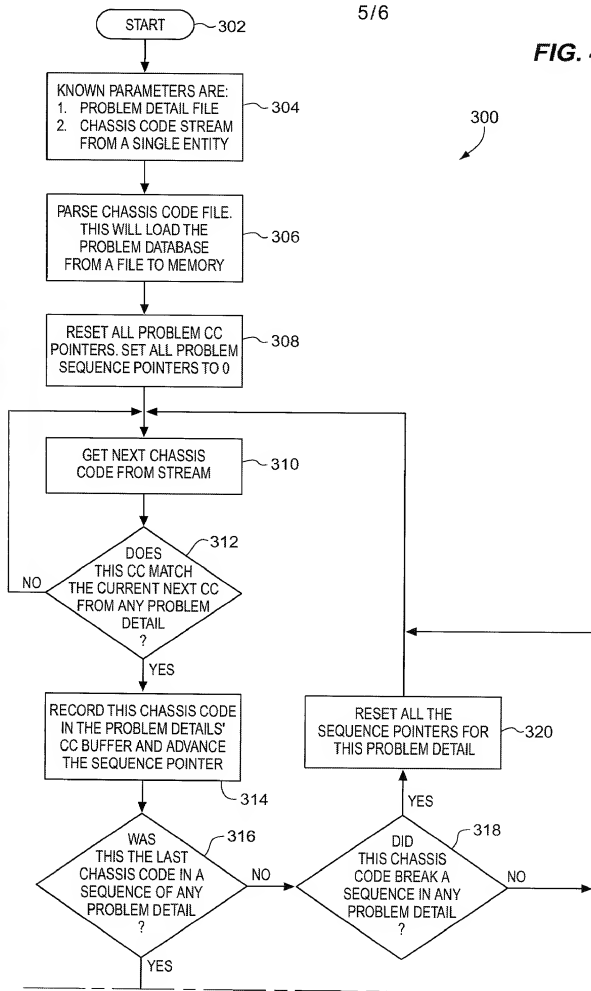 5/6
FIG. 4
START
302
KNOWN PARAMETERS ARE:
1. PROBLEM DETAIL FILE
2. CHASSIS CODE STREAM
FROM A SINGLE ENTITY
304
300
PARSE CHASSIS CODE FILE.
THIS WILL LOAD THE
PROBLEM DATABASE
FROM A FILE TO MEMORY
306
RESET ALL PROBLEM CC
POINTERS. SET ALL PROBLEM
SEQUENCE POINTERS TO 0
308
GET NEXT CHASSIS
CODE FROM STREAM
310
DOES
THIS CC MATCH
THE CURRENT NEXT CC
FROM ANY PROBLEM
DETAIL
?
312
NO
YES
RECORD THIS CHASSIS CODE
IN THE PROBLEM DETAILS'
CC BUFFER AND ADVANCE
THE SEQUENCE POINTER
314
RESET ALL THE
SEQUENCE POINTERS FOR
THIS PROBLEM DETAIL
320
YES
WAS
THIS THE LAST
CHASSIS CODE IN A
SEQUENCE OF ANY
PROBLEM DETAIL
?
316
NO
YES
DID
THIS CHASSIS
CODE BREAK A
SEQUENCE IN ANY
PROBLEM DETAIL
?
318
NO